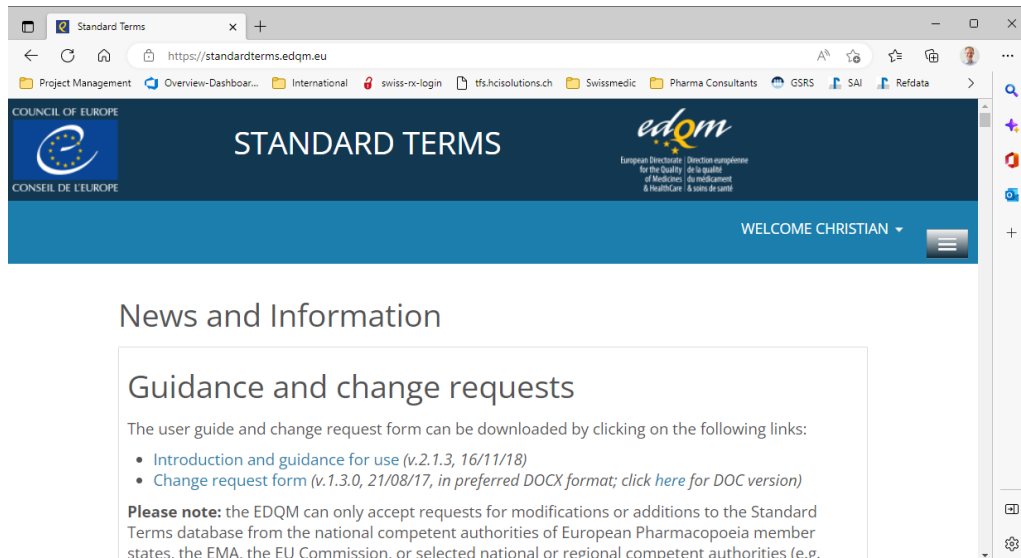 Standard Terms
https://standardterms.edqm.eu
Project Management Overview-Dashboar... International swiss-rx-login tfs.hcisolutions.ch Swissmedic Pharma Consultants GSRS SAI Refdata
COUNCIL OF EUROPE
CONSEIL DE L'EUROPE
STANDARD TERMS
edqm
European Directorate | Direction européenne
for the Quality | de la qualité
of Medicines | du médicament
& HealthCare | & soins de santé
WELCOME CHRISTIAN
News and Information
Guidance and change requests
The user guide and change request form can be downloaded by clicking on the following links:
• Introduction and guidance for use (v.2.1.3, 16/11/18)
• Change request form (v.1.3.0, 21/08/17, in preferred DOCX format; click here for DOC version)
Please note: the EDQM can only accept requests for modifications or additions to the Standard
Terms database from the national competent authorities of European Pharmacopoeia member
states, the EMA, the EU Commission, or selected national or regional competent authorities (e.g.